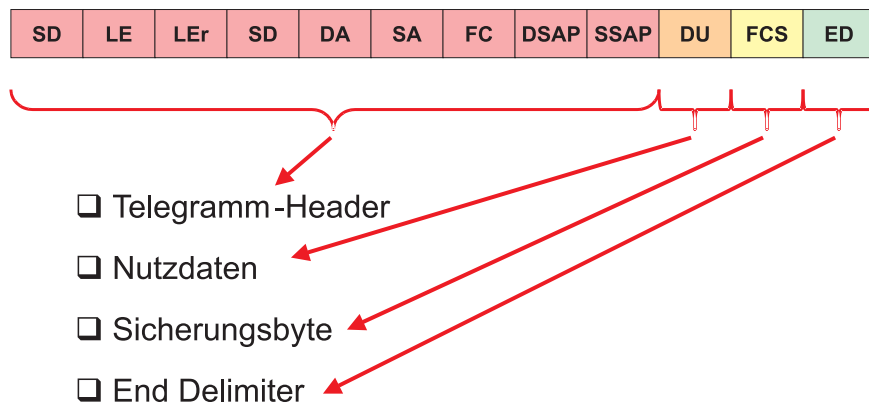 SD LE LEr SD DA SA FC DSAP SSAP DU FCS ED
❑ Telegramm-Header
❑ Nutzdaten
❑ Sicherungsbyte
❑ End Delimiter